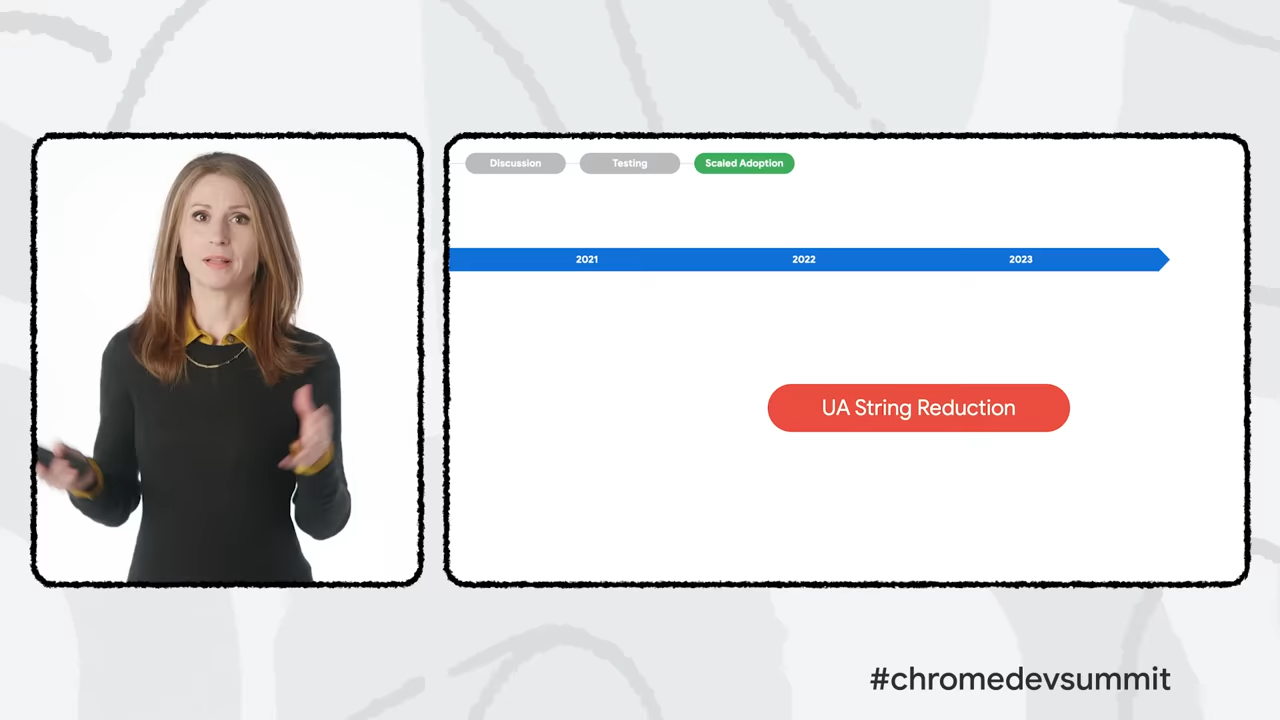 Discussion Testing Scaled Adoption
2021 2022 2023
UA String Reduction
#chromedevsummit